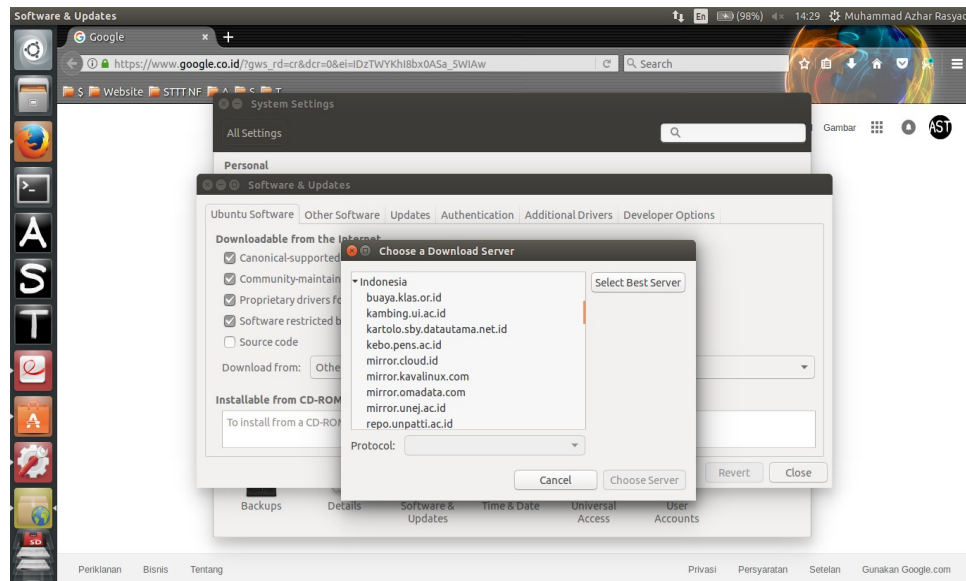 Software & Updates
En
(98%)
14:29
Muhammad Azhar Rasyad
Google
https://www.google.co.id/?gws_rd=cr&dcr=0&ei=IDzTWYKhI8bx0ASa_5WIAw
Search
$ Website STTT NF
System Settings
All Settings
Gambar
AST
Personal
Software & Updates
Ubuntu Software Other Software Updates Authentication Additional Drivers Developer Options
Downloadable from the Internet
Canonical-supported
Community-maintain
Proprietary drivers fo
Software restricted b
Source code
Download from: Othe
Installable from CD-ROM
To install from a CD-ROM
Choose a Download Server
Indonesia
buaya.klas.or.id
kambing.ui.ac.id
kartolo.sby.datautama.net.id
kebo.pens.ac.id
mirror.cloud.id
mirror.kavalinux.com
mirror.omadata.com
mirror.unej.ac.id
repo.unpatti.ac.id
Select Best Server
Protocol:
Cancel Choose Server
Revert Close
Backups Details Software & Updates Time & Date Universal Access User Accounts
A
S
T
A
SD
Periklanan Bisnis Tentang
Privasi Persyaratan Setelan Gunakan Google.com